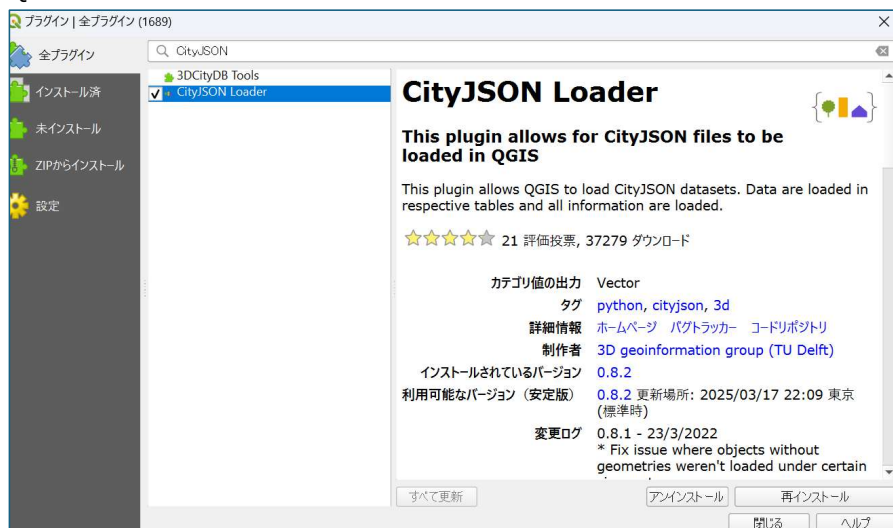 プラグイン | 全プラグイン (1689)
全プラグイン
インストール済
未インストール
ZIPからインストール
設定
CityJSON
3DCityDB Tools
CityJSON Loader
CityJSON Loader
This plugin allows for CityJSON files to be
loaded in QGIS
This plugin allows QGIS to load CityJSON datasets. Data are loaded in
respective tables and all information are loaded.
21 評価投票, 37279 ダウンロード
カテゴリ値の出力 Vector
タグ python, cityjson, 3d
詳細情報 ホームページ バグトラッカー コードリポジトリ
制作者 3D geoinformation group (TU Delft)
インストールされているバージョン 0.8.2
利用可能なバージョン（安定版） 0.8.2 更新場所: 2025/03/17 22:09 東京
(標準時)
変更ログ 0.8.1 - 23/3/2022
* Fix issue where objects without
geometries weren't loaded under certain
すべて更新 アンインストール 再インストール
閉じる ヘルプ